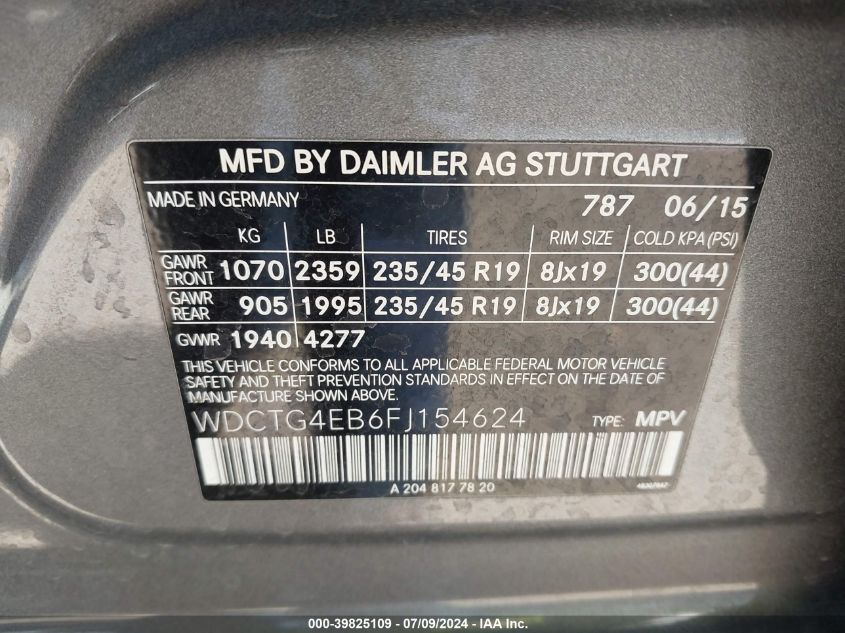 MFD BY DAIMLER AG STUTTGART
MADE IN GERMANY 787 06/15
KG LB TIRES RIM SIZE COLD KPA (PSI)
GAWR FRONT 1070 2359 235/45 R19 8Jx19 300(44)
GAWR REAR 905 1995 235/45 R19 8Jx19 300(44)
GVWR 1940 4277
THIS VEHICLE CONFORMS TO ALL APPLICABLE FEDERAL MOTOR VEHICLE
SAFETY AND THEFT PREVENTION STANDARDS IN EFFECT ON THE DATE OF
MANUFACTURE SHOWN ABOVE.
WDCTG4EB6FJ154624 TYPE: MPV
A 204 817 78 20
000-39825109 - 07/09/2024 - IAA Inc.